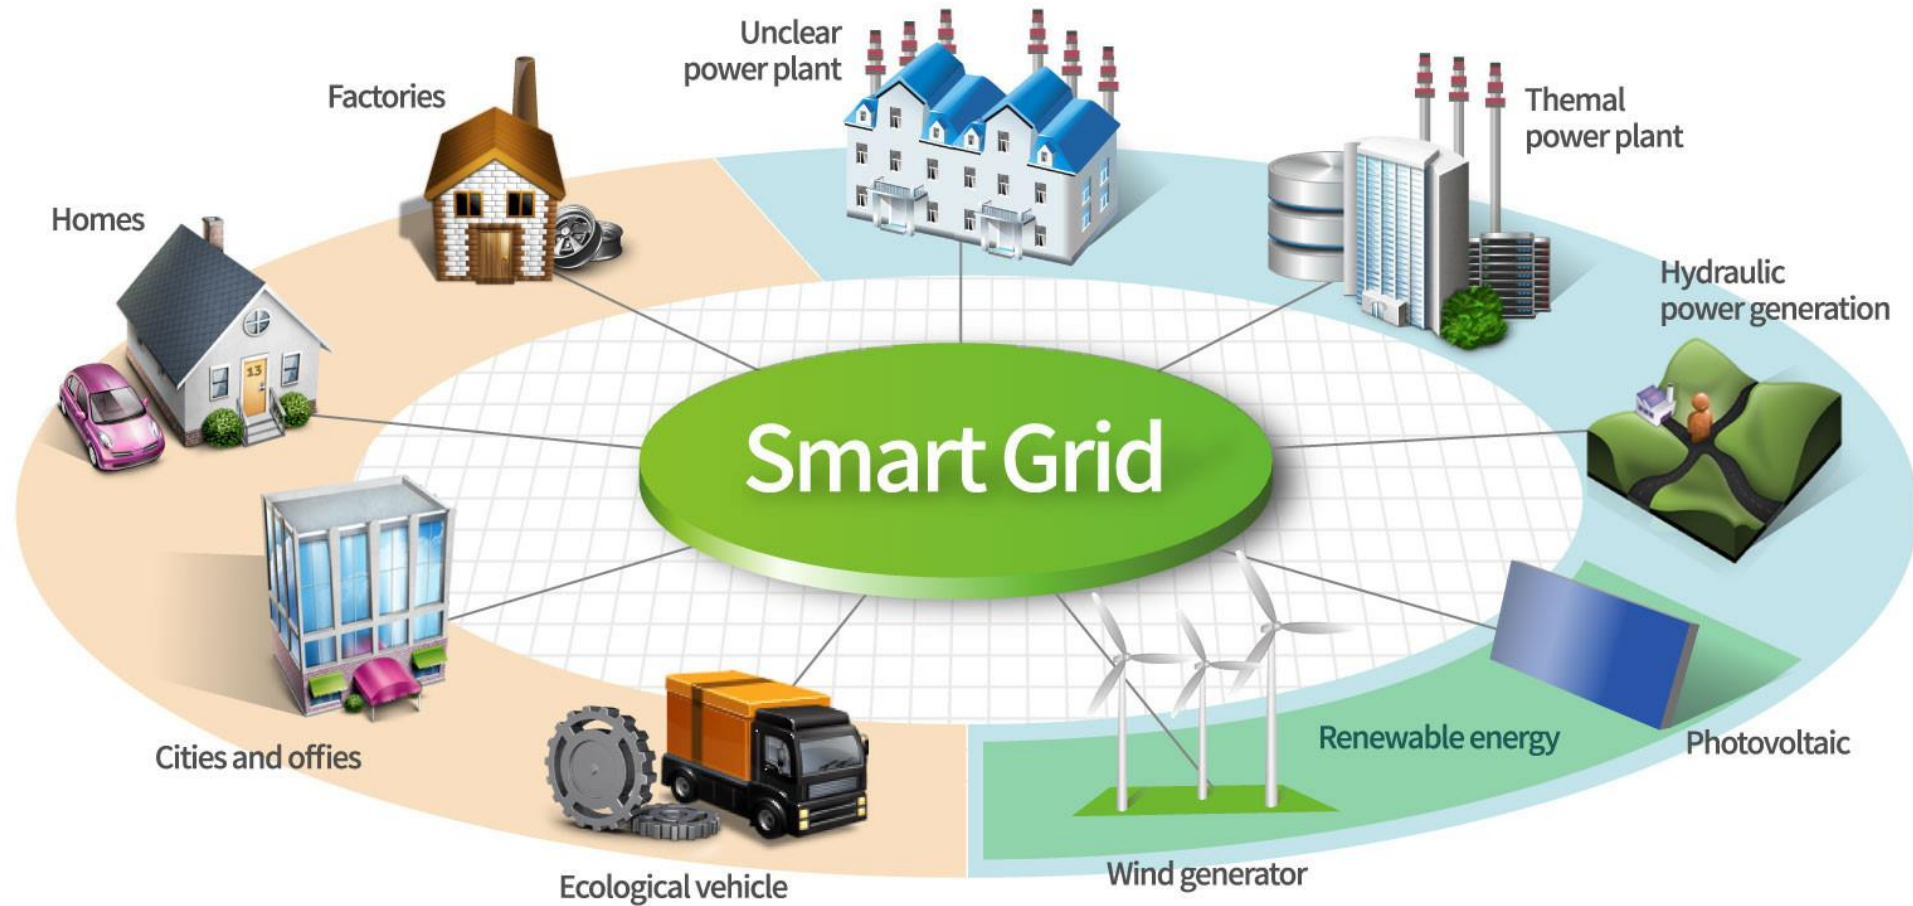 Unclear
power plant
Factories
Themal
power plant
Homes
Hydraulic
power generation
13
Smart Grid
Renewable energy
Photovoltaic
Cities and offies
Wind generator
Ecological vehicle